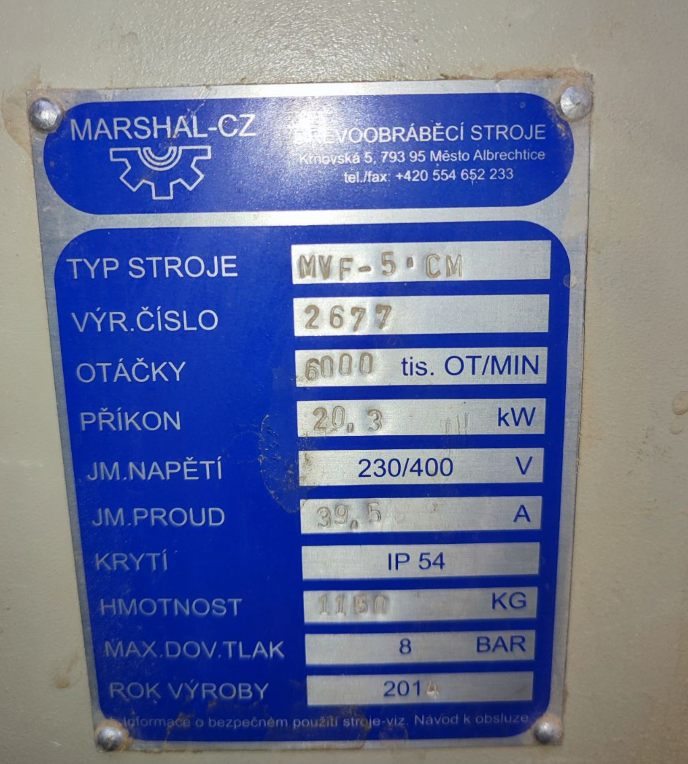 MARSHAL-CZ
DŘEVOOBRÁBĚCÍ STROJE
Krnovská 5, 793 95 Město Albrechtice
tel./fax: +420 554 652 233
TYP STROJE MVF-5·CM
VÝR.ČÍSLO 2677
OTÁČKY 6000 tis. OT/MIN
PŘÍKON 20,3 kW
JM.NAPĚTÍ 230/400 V
JM.PROUD 39,5 A
KRYTÍ IP 54
HMOTNOST KG
MAX.DOV.TLAK 8 BAR
ROK VÝROBY 2014
Informace o bezpečném použití stroje-viz. Návod k obsluze.